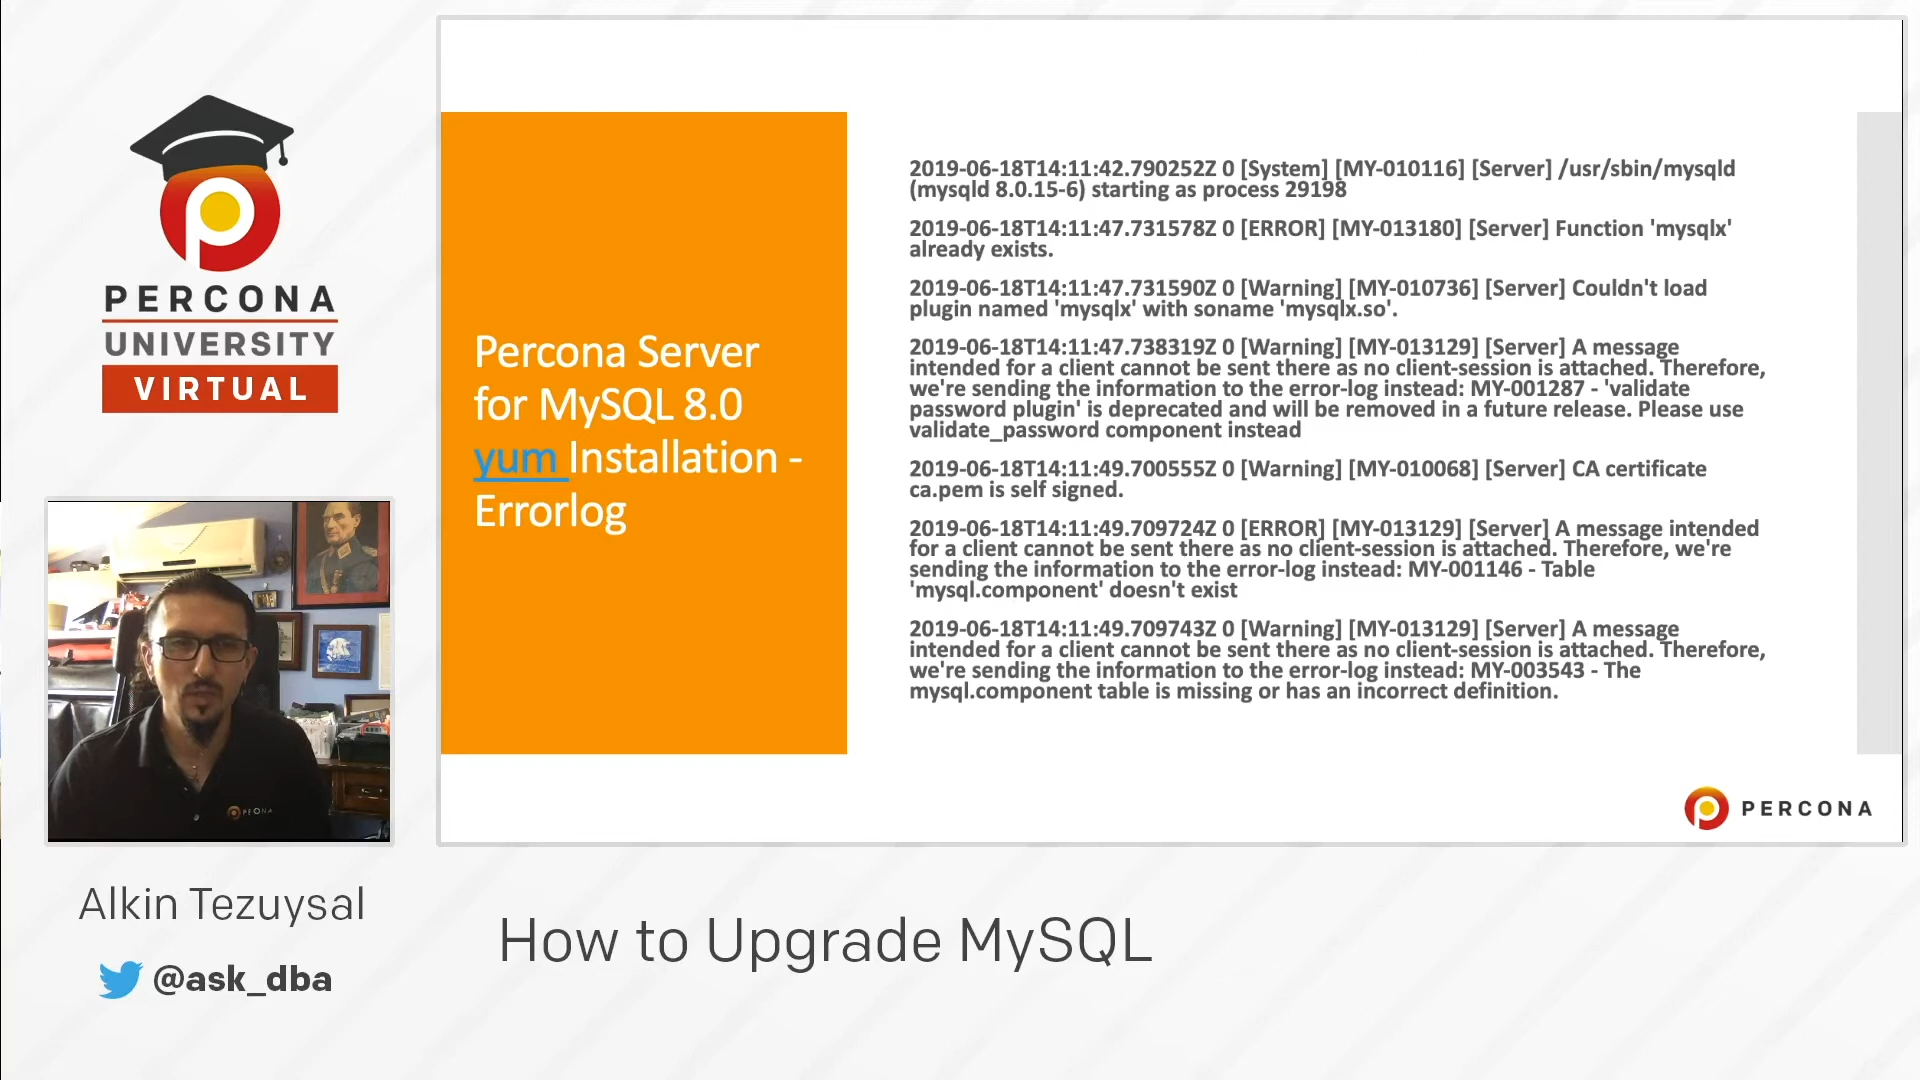 PERCONA
UNIVERSITY
VIRTUAL
Percona Server
for MySQL 8.0
yum Installation -
Errorlog
2019-06-18T14:11:42.790252Z 0 [System] [MY-010116] [Server] /usr/sbin/mysqld
(mysqld 8.0.15-6) starting as process 29198
2019-06-18T14:11:47.731578Z 0 [ERROR] [MY-013180] [Server] Function 'mysqlx'
already exists.
2019-06-18T14:11:47.731590Z 0 [Warning] [MY-010736] [Server] Couldn't load
plugin named 'mysqlx' with soname 'mysqlx.so'.
2019-06-18T14:11:47.738319Z 0 [Warning] [MY-013129] [Server] A message
intended for a client cannot be sent there as no client-session is attached. Therefore,
we're sending the information to the error-log instead: MY-001287 - 'validate
password plugin' is deprecated and will be removed in a future release. Please use
validate_password component instead
2019-06-18T14:11:49.700555Z 0 [Warning] [MY-010068] [Server] CA certificate
ca.pem is self signed.
2019-06-18T14:11:49.709724Z 0 [ERROR] [MY-013129] [Server] A message intended
for a client cannot be sent there as no client-session is attached. Therefore, we're
sending the information to the error-log instead: MY-001146 - Table
'mysql.component' doesn't exist
2019-06-18T14:11:49.709743Z 0 [Warning] [MY-013129] [Server] A message
intended for a client cannot be sent there as no client-session is attached. Therefore,
we're sending the information to the error-log instead: MY-003543 - The
mysql.component table is missing or has an incorrect definition.
PERCONA
Alkin Tezuysal
@ask_dba
How to Upgrade MySQL